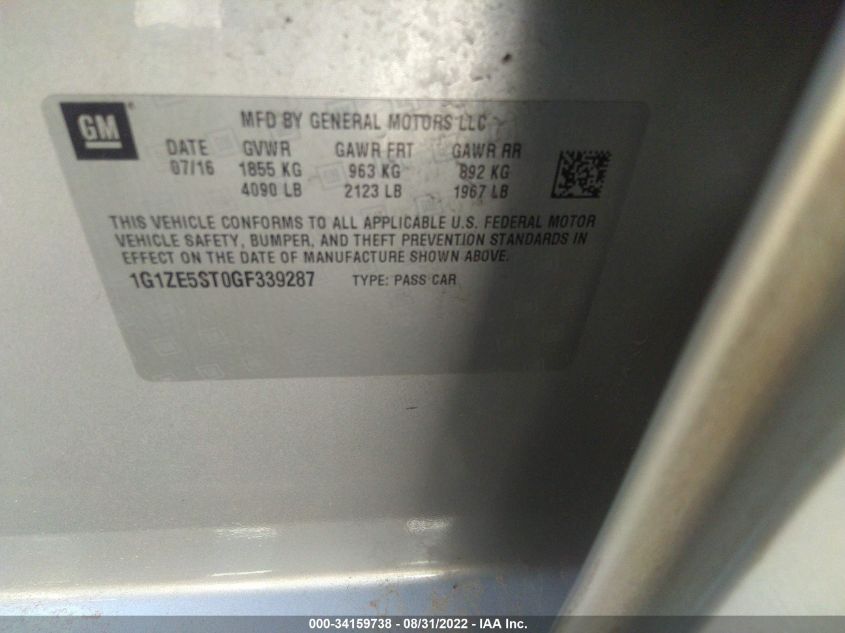 GM
MFD BY GENERAL MOTORS LLC
DATE GVWR GAWR FRT GAWR RR
07/16 1855 KG 963 KG 892 KG
4090 LB 2123 LB 1967 LB
THIS VEHICLE CONFORMS TO ALL APPLICABLE U.S. FEDERAL MOTOR
VEHICLE SAFETY, BUMPER, AND THEFT PREVENTION STANDARDS IN
EFFECT ON THE DATE OF MANUFACTURE SHOWN ABOVE.
1G1ZE5ST0GF339287 TYPE: PASS CAR
000-34159738 - 08/31/2022 - IAA Inc.